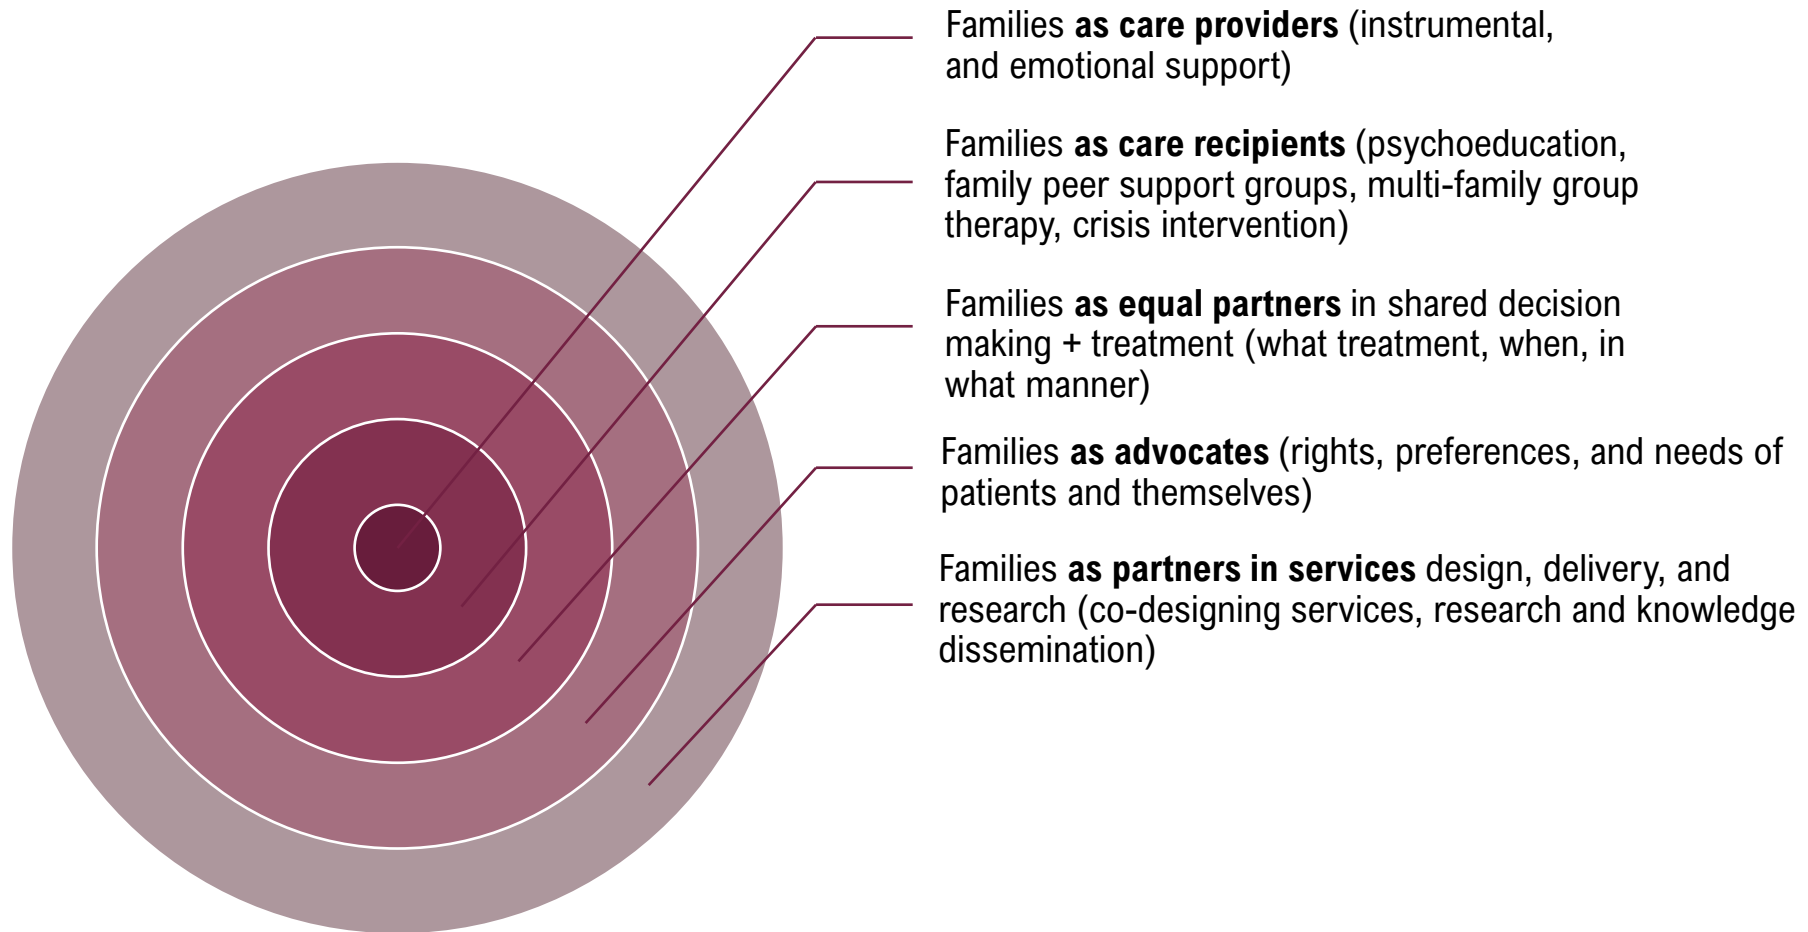 Families as care providers (instrumental,
and emotional support)
Families as care recipients (psychoeducation,
family peer support groups, multi-family group
therapy, crisis intervention)
Families as equal partners in shared decision
making + treatment (what treatment, when, in
what manner)
Families as advocates (rights, preferences, and needs of
patients and themselves)
Families as partners in services design, delivery, and
research (co-designing services, research and knowledge
dissemination)